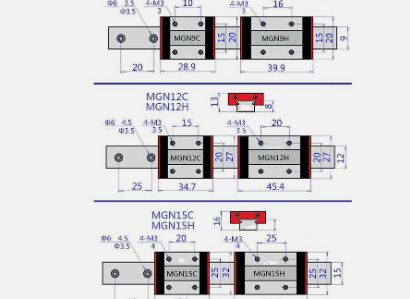 Φ6 3.5 4-M3 10 4-M3 16
Φ3.5 3 4
MGN9C 15 20 MGN9H 15 20 9
20 28.9 39.9
MGN12C 13
MGN12H 8
Φ6 4.5 4-M3 15 4-M3 20
Φ3.5 3.5 3.5
MGN12C 20 27 MGN12H 20 27 12
25 34.7 45.4
MGN15C 16
MGN15H
Φ6 4.5 4-M3 20 4-M3 25
Φ3.5 4 4
MGN15C 25 32 MGN15H 25 32 15